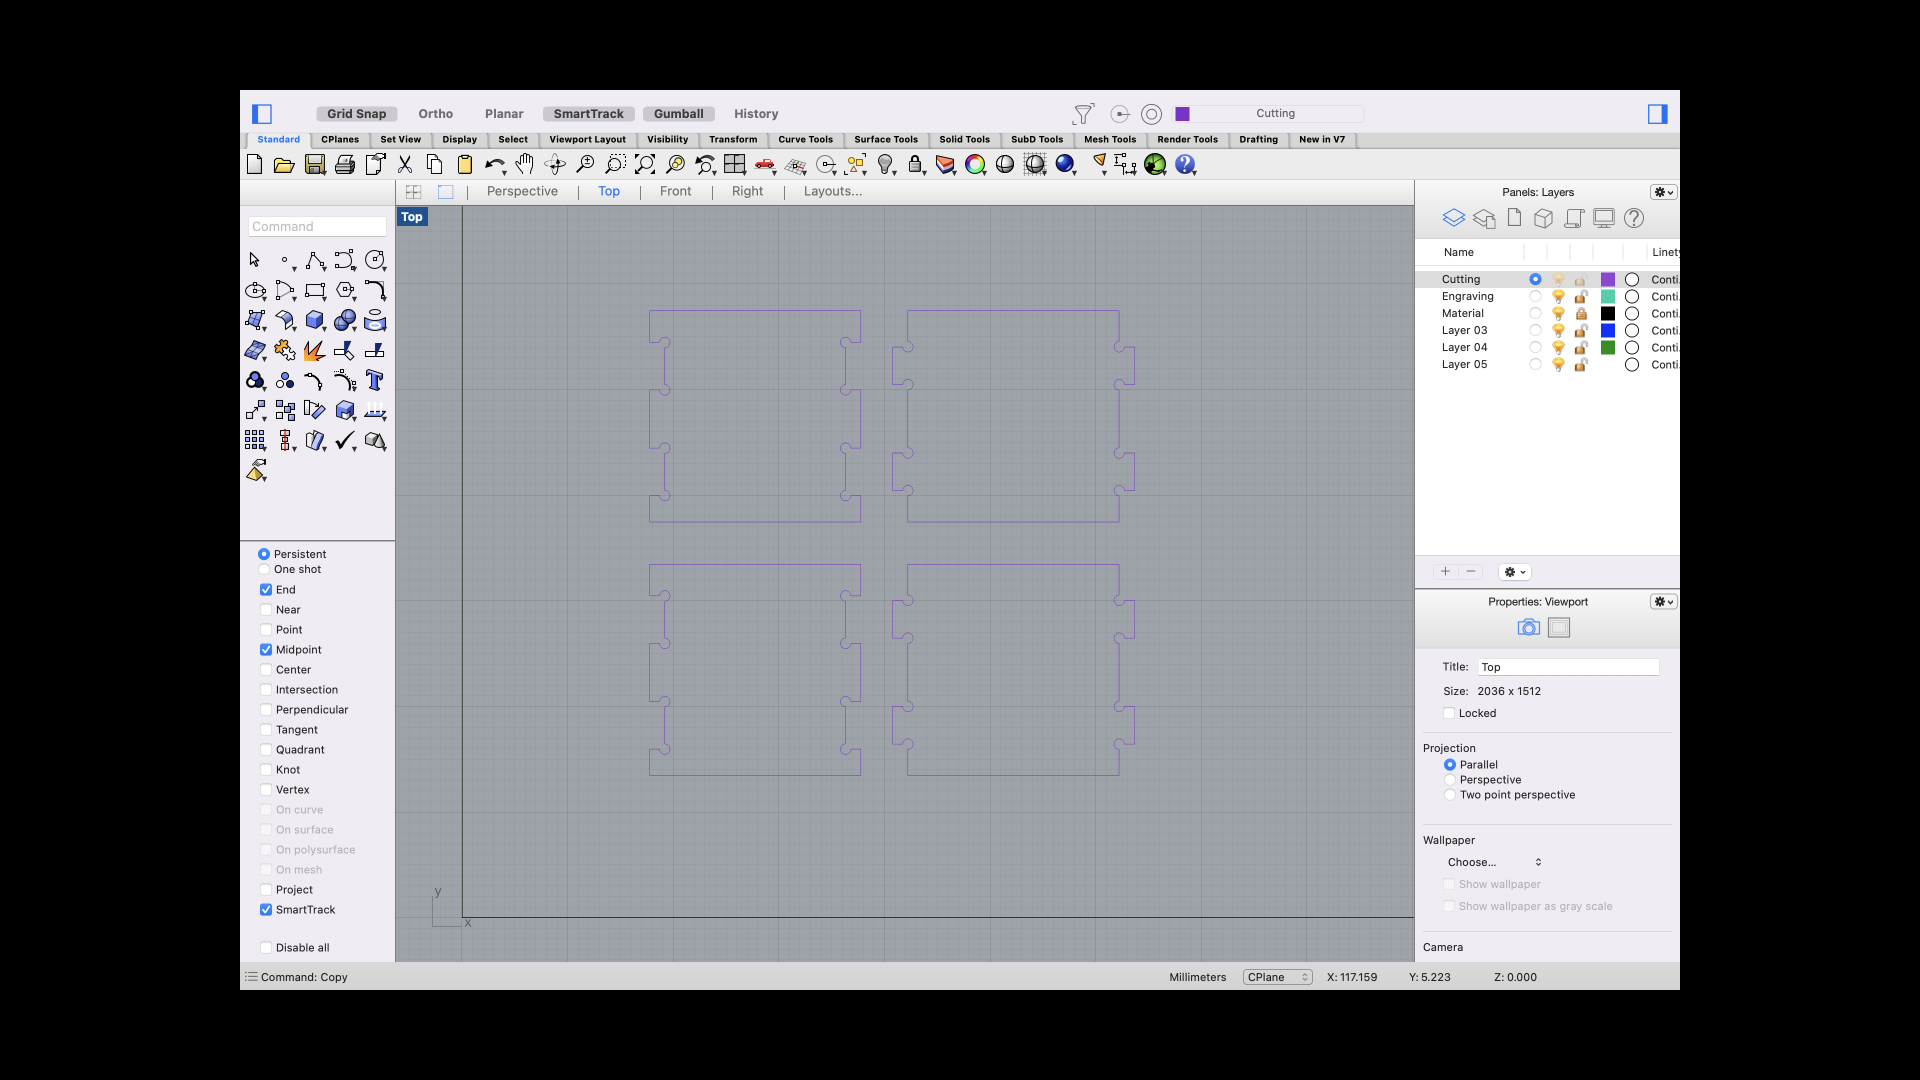 Grid Snap Ortho Planar SmartTrack Gumball History Cutting
Standard CPlanes Set View Display Select Viewport Layout Visibility Transform Curve Tools Surface Tools Solid Tools SubD Tools Mesh Tools Render Tools Drafting New in V7
Perspective Top Front Right Layouts...
Top
Command
Persistent
One shot
End
Near
Point
Midpoint
Center
Intersection
Perpendicular
Tangent
Quadrant
Knot
Vertex
On curve
On surface
On polysurface
On mesh
Project
SmartTrack
Disable all
y
x
Panels: Layers
Name Linety
Cutting Conti.
Engraving Conti.
Material Conti.
Layer 03 Conti.
Layer 04 Conti.
Layer 05 Conti.
Properties: Viewport
Title: Top
Size: 2036 x 1512
Locked
Projection
Parallel
Perspective
Two point perspective
Wallpaper
Choose...
Show wallpaper
Show wallpaper as gray scale
Camera
Command: Copy Millimeters CPlane X: 117.159 Y: 5.223 Z: 0.000